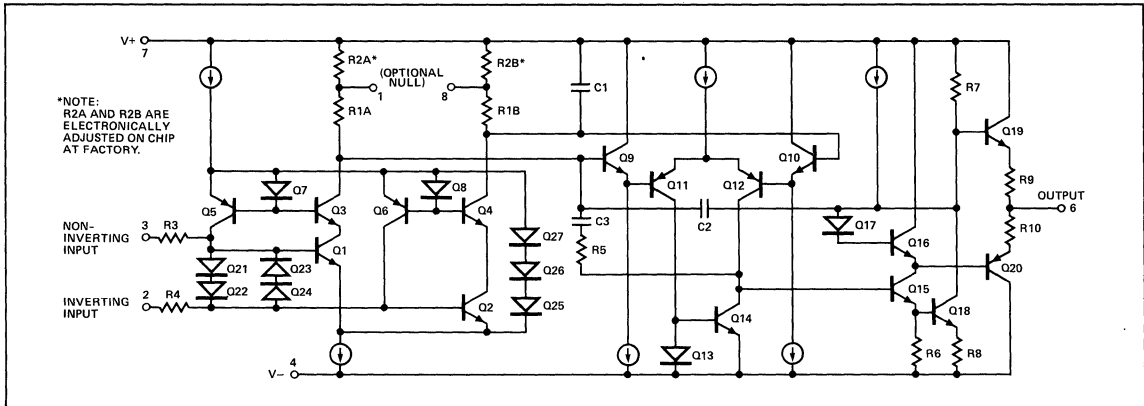 V+
7
R2A*
(OPTIONAL
NULL)
1
8
R2B*
R1A
R1B
C1
R7
*NOTE:
R2A AND R2B ARE
ELECTRONICALLY
ADJUSTED ON CHIP
AT FACTORY.
Q19
Q9
Q10
Q11
Q12
R9
OUTPUT
6
R10
Q7
Q8
Q5
Q3
Q6
Q4
NON-
INVERTING
INPUT
3
R3
Q1
C3
C2
R5
Q17
Q16
Q20
Q27
Q21
Q23
Q26
Q22
Q24
Q25
INVERTING
INPUT
2
R4
Q2
Q15
Q18
Q14
Q13
R6
R8
V-
4